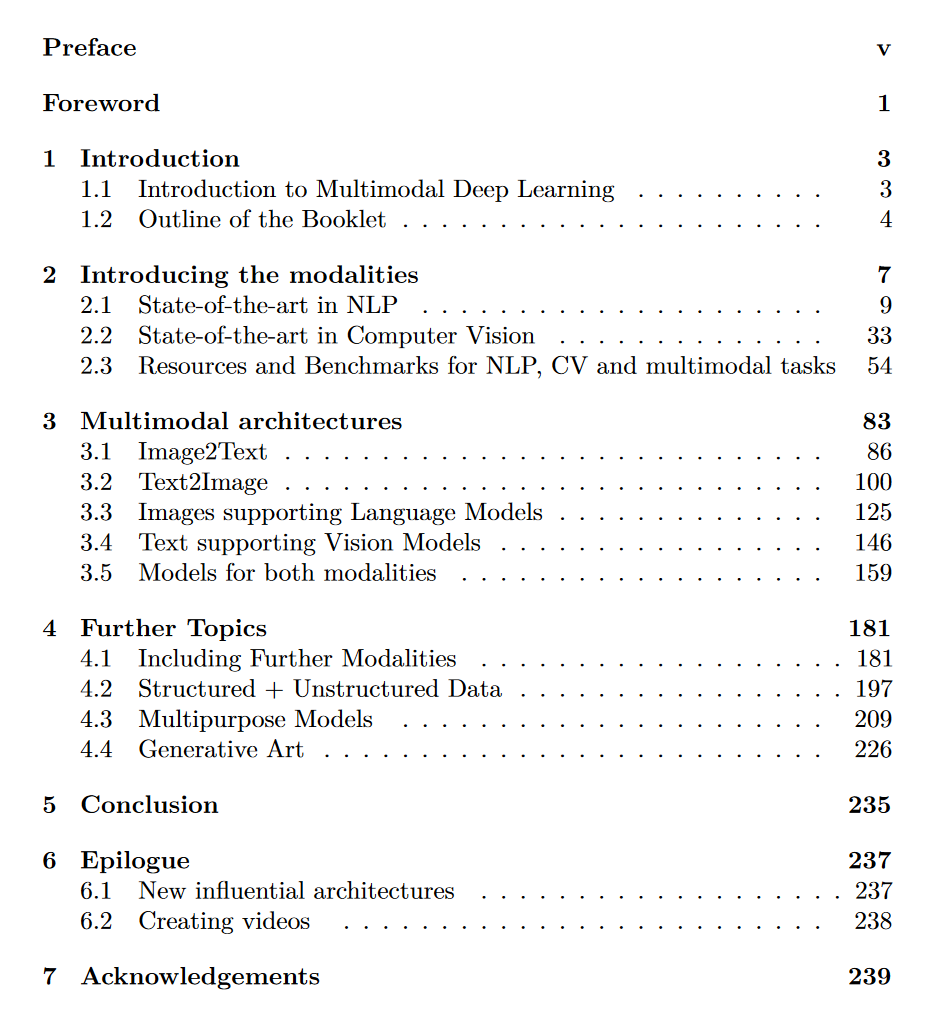 Preface v
Foreword 1
1 Introduction 3
1.1 Introduction to Multimodal Deep Learning . . . . . . . . . . 3
1.2 Outline of the Booklet . . . . . . . . . . . . . . . . . . . . . . 4
2 Introducing the modalities 7
2.1 State-of-the-art in NLP . . . . . . . . . . . . . . . . . . . . . 9
2.2 State-of-the-art in Computer Vision . . . . . . . . . . . . . . 33
2.3 Resources and Benchmarks for NLP, CV and multimodal tasks 54
3 Multimodal architectures 83
3.1 Image2Text . . . . . . . . . . . . . . . . . . . . . . . . . . . . 86
3.2 Text2Image . . . . . . . . . . . . . . . . . . . . . . . . . . . . 100
3.3 Images supporting Language Models . . . . . . . . . . . . . . 125
3.4 Text supporting Vision Models . . . . . . . . . . . . . . . . . 146
3.5 Models for both modalities . . . . . . . . . . . . . . . . . . . 159
4 Further Topics 181
4.1 Including Further Modalities . . . . . . . . . . . . . . . . . . . 181
4.2 Structured + Unstructured Data . . . . . . . . . . . . . . . . . 197
4.3 Multipurpose Models . . . . . . . . . . . . . . . . . . . . . . 209
4.4 Generative Art . . . . . . . . . . . . . . . . . . . . . . . . . . 226
5 Conclusion 235
6 Epilogue 237
6.1 New influential architectures . . . . . . . . . . . . . . . . . . . 237
6.2 Creating videos . . . . . . . . . . . . . . . . . . . . . . . . . 238
7 Acknowledgements 239